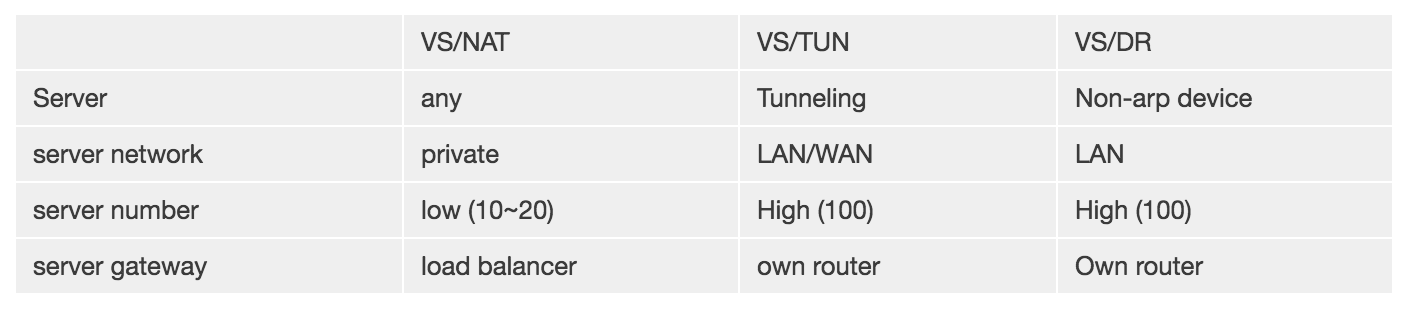 VS/NAT VS/TUN VS/DR
Server any Tunneling Non-arp device
server network private LAN/WAN LAN
server number low (10~20) High (100) High (100)
server gateway load balancer own router Own router